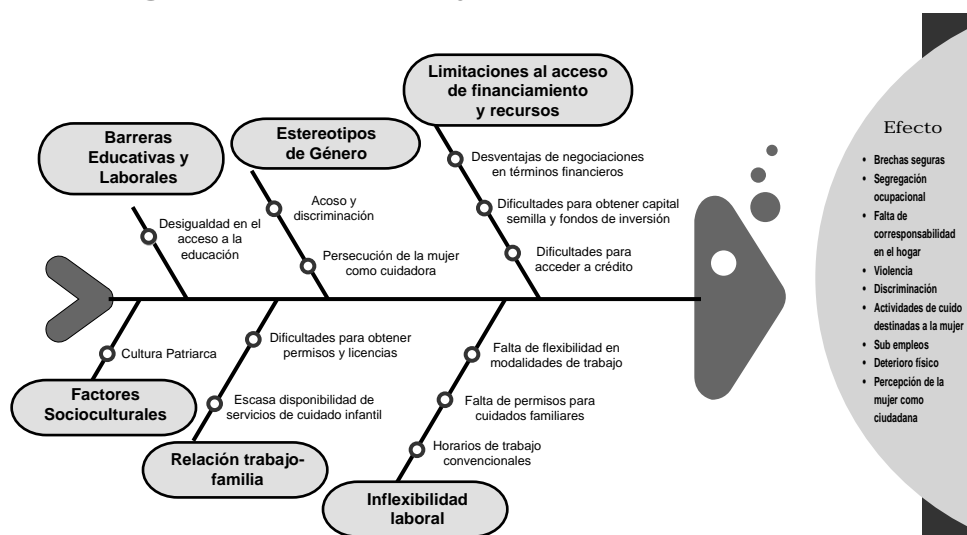 Limitaciones al acceso
de financiamiento
y recursos
Barreras
Educativas y
Laborales
Estereotipos
de Género
Desventajas de negociaciones
en términos financieros
Dificultades para obtener capital
semilla y fondos de inversión
Dificultades para
acceder a crédito
Acoso y
discriminación
Persecución de la mujer
como cuidadora
Desigualdad en el
acceso a la
educación
Cultura Patriarca
Factores
Socioculturales
Dificultades para obtener
permisos y licencias
Escasa disponibilidad de
servicios de cuidado infantil
Relación trabajo-
familia
Falta de flexibilidad en
modalidades de trabajo
Falta de permisos para
cuidados familiares
Horarios de trabajo
convencionales
Inflexibilidad
laboral
Efecto
• Brechas seguras
• Segregación
ocupacional
• Falta de
corresponsabilidad
en el hogar
• Violencia
• Discriminación
• Actividades de cuido
destinadas a la mujer
• Sub empleos
• Deterioro físico
• Percepción de la
mujer como
ciudadana